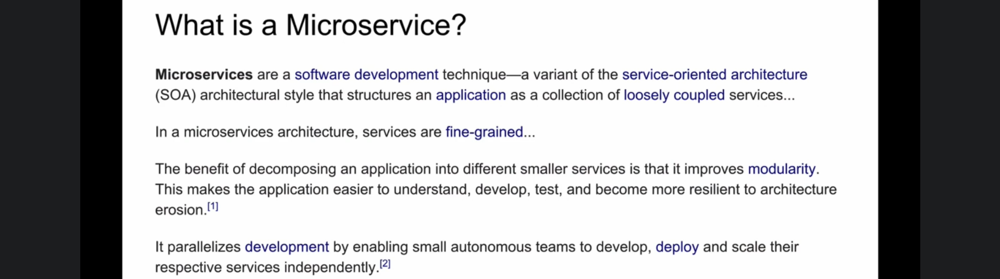 What is a Microservice?
Microservices are a software development technique—a variant of the service-oriented architecture
(SOA) architectural style that structures an application as a collection of loosely coupled services...
In a microservices architecture, services are fine-grained...
The benefit of decomposing an application into different smaller services is that it improves modularity.
This makes the application easier to understand, develop, test, and become more resilient to architecture
erosion.[1]
It parallelizes development by enabling small autonomous teams to develop, deploy and scale their
respective services independently.[2]